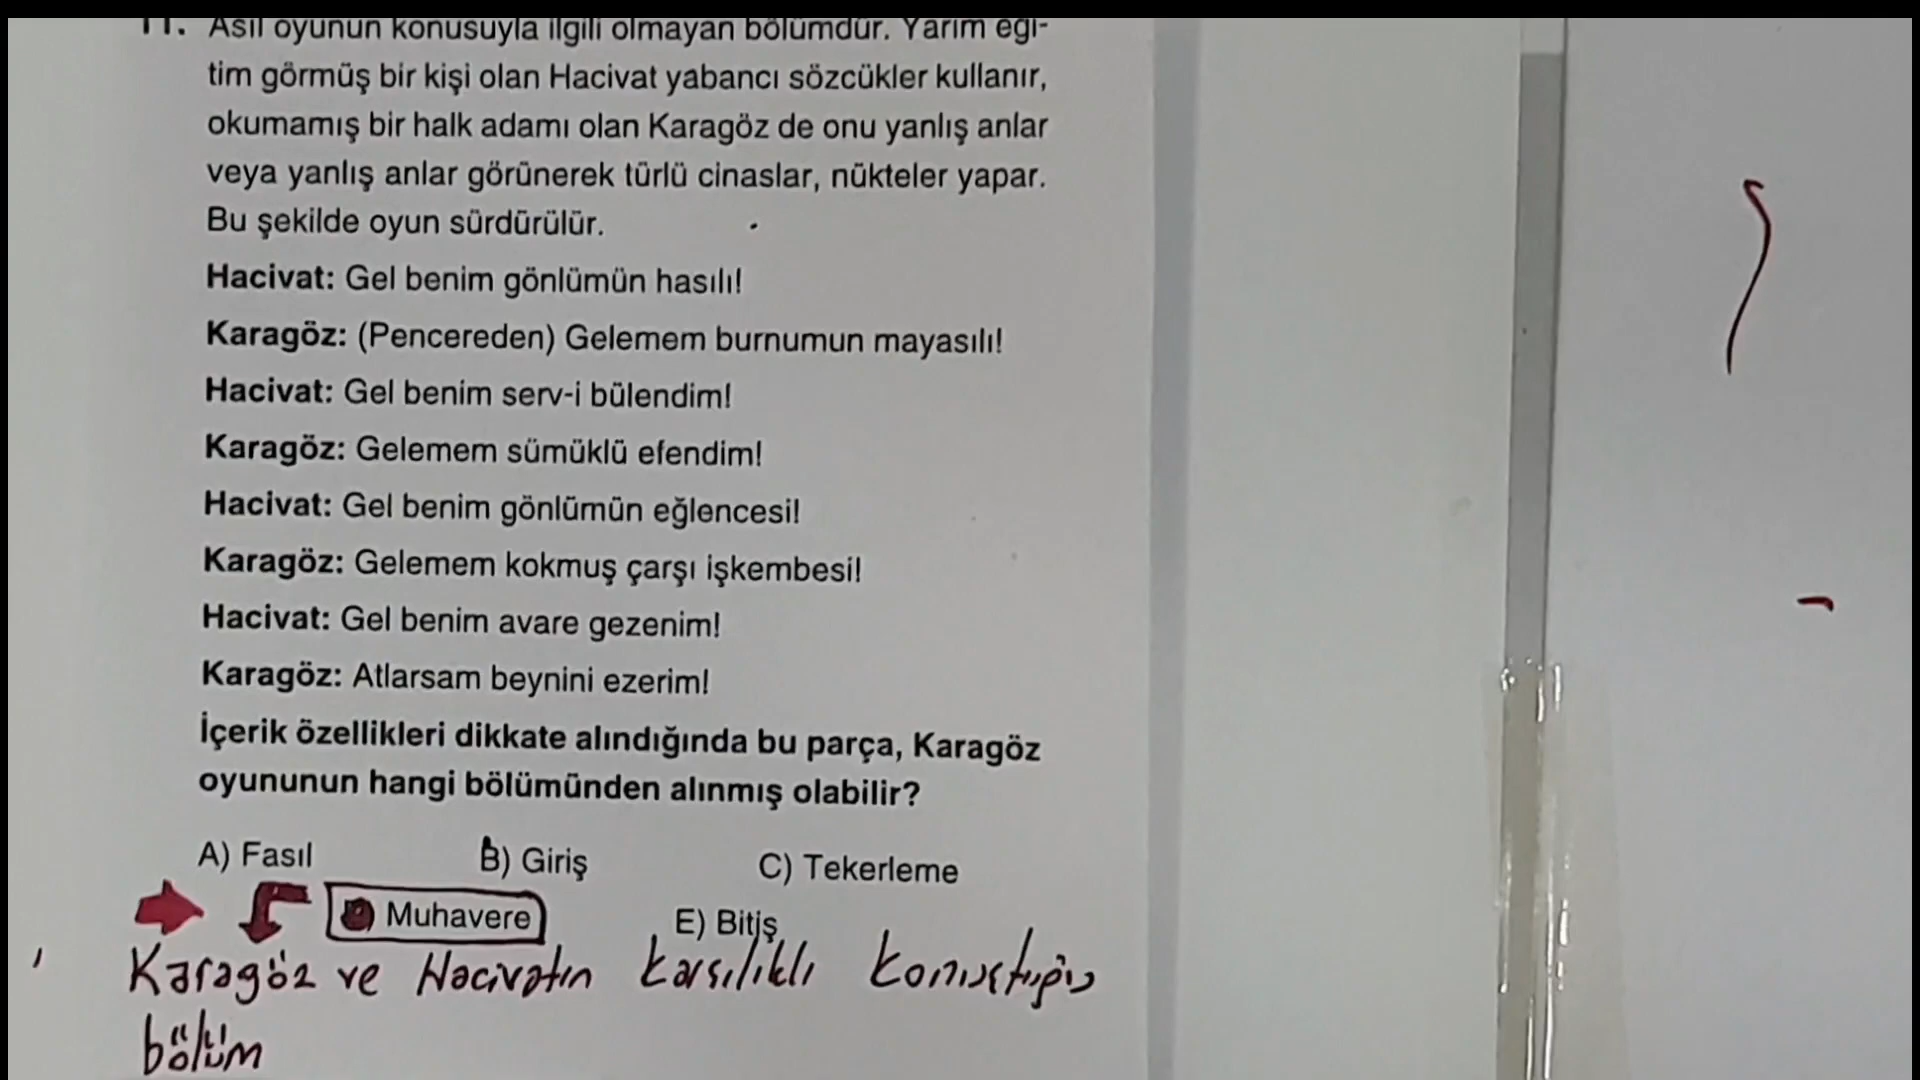 11. Asıl oyunun konusuyla ilgili olmayan bölümdür. Yarım eği-
tim görmüş bir kişi olan Hacivat yabancı sözcükler kullanır,
okumamış bir halk adamı olan Karagöz de onu yanlış anlar
veya yanlış anlar görünerek türlü cinaslar, nükteler yapar.
Bu şekilde oyun sürdürülür.
Hacivat: Gel benim gönlümün hasılı!
Karagöz: (Pencereden) Gelemem burnumun mayasılı!
Hacivat: Gel benim serv-i bülendim!
Karagöz: Gelemem sümüklü efendim!
Hacivat: Gel benim gönlümün eğlencesi!
Karagöz: Gelemem kokmuş çarşı işkembesi!
Hacivat: Gel benim avare gezenim!
Karagöz: Atlarsam beynini ezerim!
İçerik özellikleri dikkate alındığında bu parça, Karagöz
oyununun hangi bölümünden alınmış olabilir?
A) Fasıl B) Giriş C) Tekerleme
) Muhavere E) Bitiş
Karagöz ve Hacivatın karşılıklı konuştuğu
bölüm